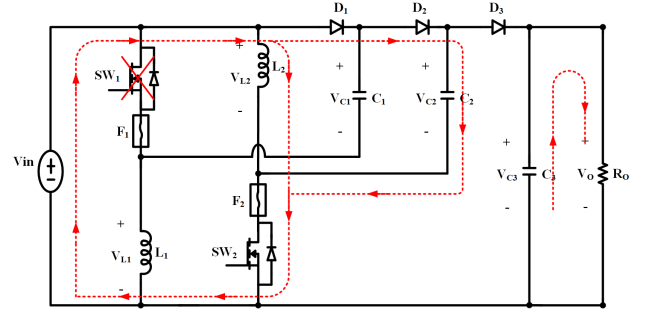 D1 D2 D3
SW1
+ L2
VL2
-
+ VC1 C1 -
+ VC2 C2 -
F1
Vin
+ VC3 C3 -
+ VO RO -
F2
+ VL1 L1 -
SW2